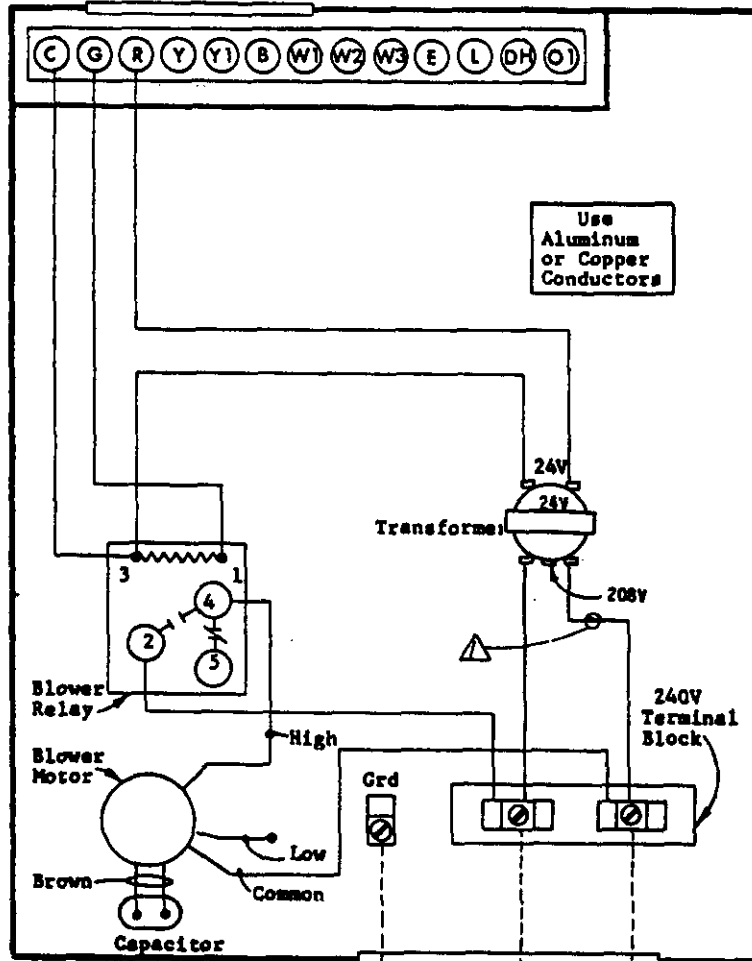 C G R Y Y1 B W1 W2 W3 E L DH O1
Use
Aluminum
or Copper
Conductors
24V
24V
Transformer
3 1
4
2
5
208V
Blower
Relay
240V
Terminal
Block
High
Blower
Motor
Grd
Low
Brown
Common
Capacitor